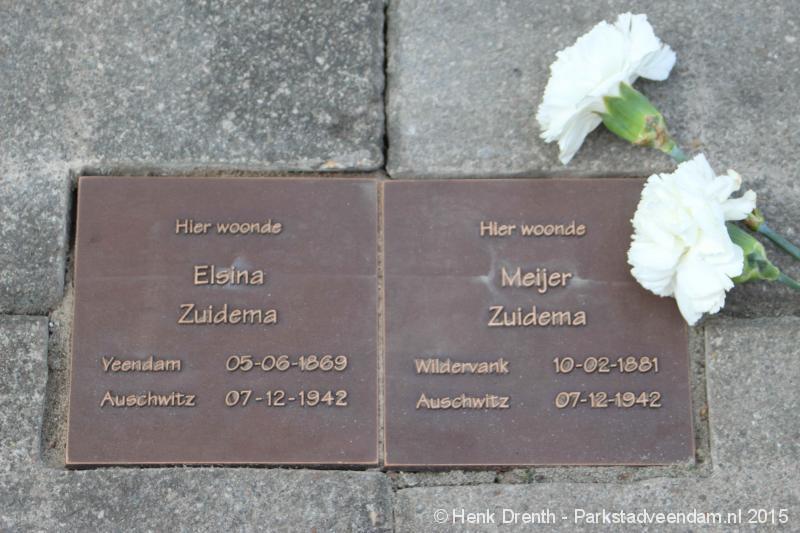 Hier woonde
Elsina
Zuidema
Veendam 05-06-1869
Auschwitz 07-12-1942
Hier woonde
Meijer
Zuidema
Wildervank 10-02-1881
Auschwitz 07-12-1942
©Henk Drenth - Parkstadveendam.nl 2015